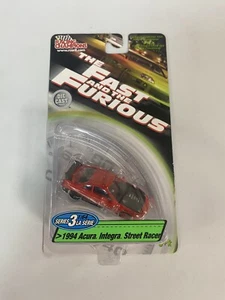 RACING
CHAMPIONS
THE FAST
AND THE
FURIOUS
DIE CAST
SERIES 3 LA SERIE
>1994 Acura. Integra. Street Racer